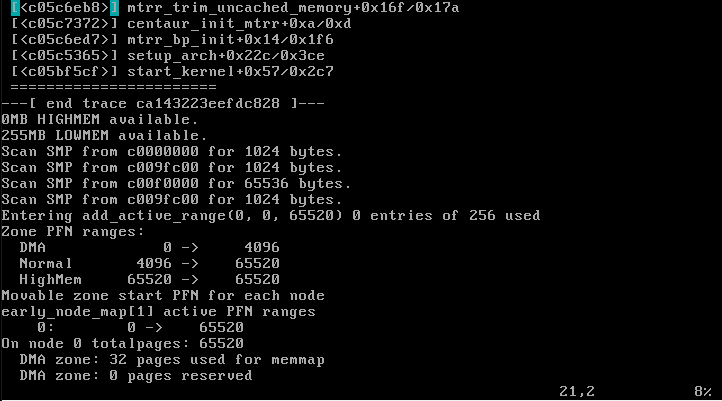 [<c05c6eb8>] mtrr_trim_uncached_memory+0x16f/0x17a
[<c05c7372>] centaur_init_mtrr+0xa/0xd
[<c05c6ed7>] mtrr_bp_init+0x14/0x1f6
[<c05c5365>] setup_arch+0x22c/0x3ce
[<c05bf5cf>] start_kernel+0x57/0x2c7
=======================
---[ end trace ca143223eefdc828 ]---
0MB HIGHMEM available.
255MB LOWMEM available.
Scan SMP from c0000000 for 1024 bytes.
Scan SMP from c009fc00 for 1024 bytes.
Scan SMP from c00f0000 for 65536 bytes.
Scan SMP from c009fc00 for 1024 bytes.
Entering add_active_range(0, 0, 65520) 0 entries of 256 used
Zone PFN ranges:
  DMA             0 ->     4096
  Normal       4096 ->    65520
  HighMem     65520 ->    65520
Movable zone start PFN for each node
early_node_map[1] active PFN ranges
    0:        0 ->    65520
On node 0 totalpages: 65520
  DMA zone: 32 pages used for memmap
  DMA zone: 0 pages reserved
21,2          8%